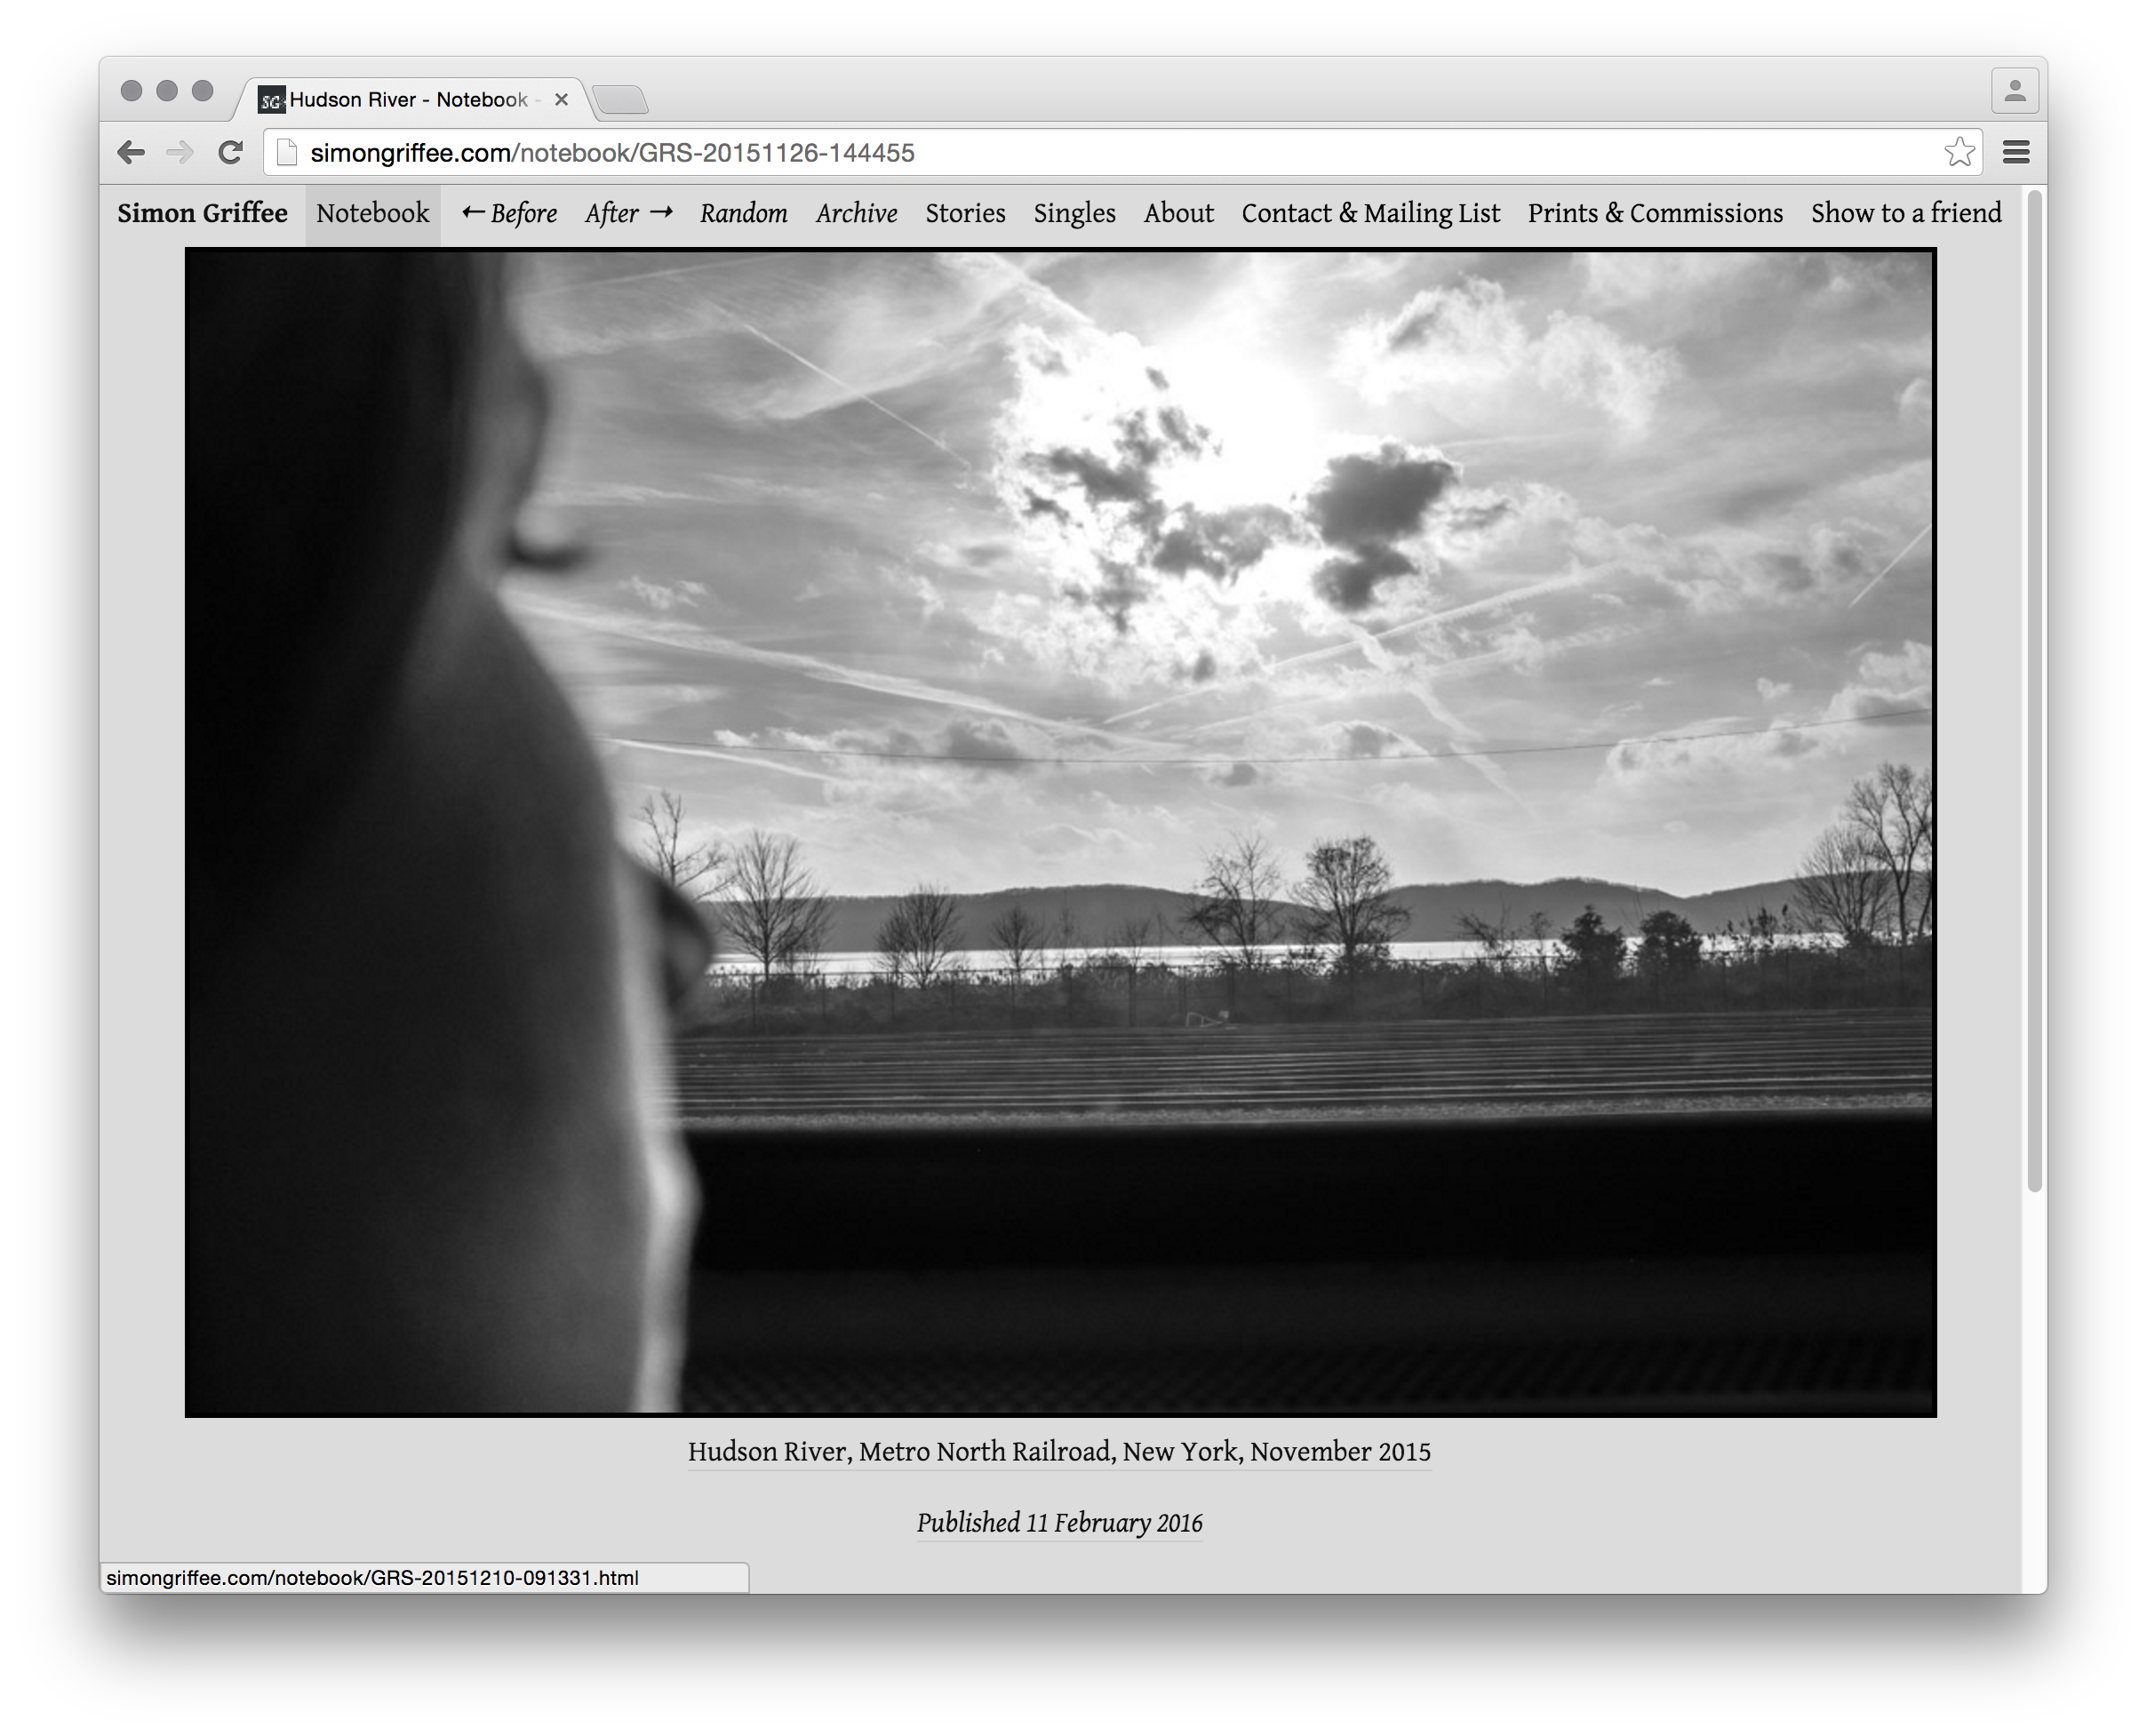 SG Hudson River - Notebook -
simongriffee.com/notebook/GRS-20151126-144455
Simon Griffee Notebook ← Before After → Random Archive Stories Singles About Contact & Mailing List Prints & Commissions Show to a friend
Hudson River, Metro North Railroad, New York, November 2015
Published 11 February 2016
simongriffee.com/notebook/GRS-20151210-091331.html